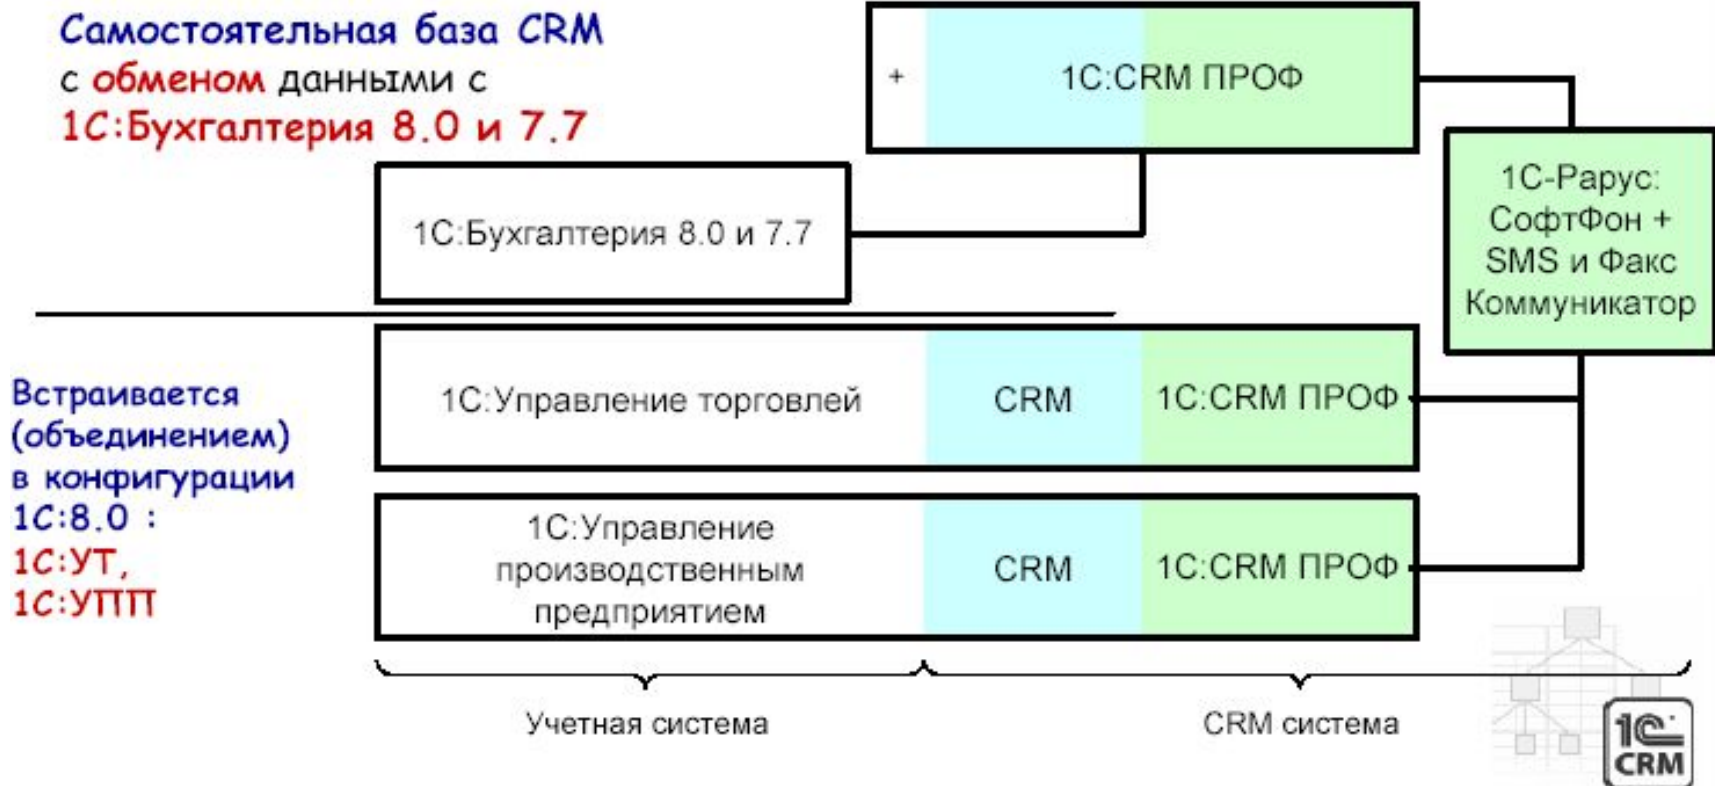 Самостоятельная база CRM
с обменом данными с
1С:Бухгалтерия 8.0 и 7.7
+
1С:CRM ПРОФ
1С:Бухгалтерия 8.0 и 7.7
1С-Рарус:
СофтФон +
SMS и Факс
Коммуникатор
Встраивается
(объединением)
в конфигурации
1С:8.0 :
1С:УТ,
1С:УПП
1С:Управление торговлей
CRM
1С:CRM ПРОФ
1С:Управление
производственным
предприятием
CRM
1С:CRM ПРОФ
Учетная система
CRM система
1С
CRM